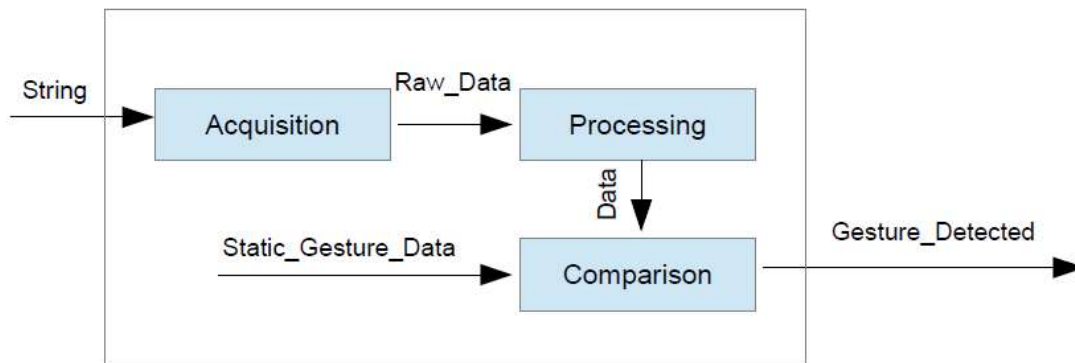 String
Raw_Data
Acquisition
Processing
Data
Static_Gesture_Data
Comparison
Gesture_Detected